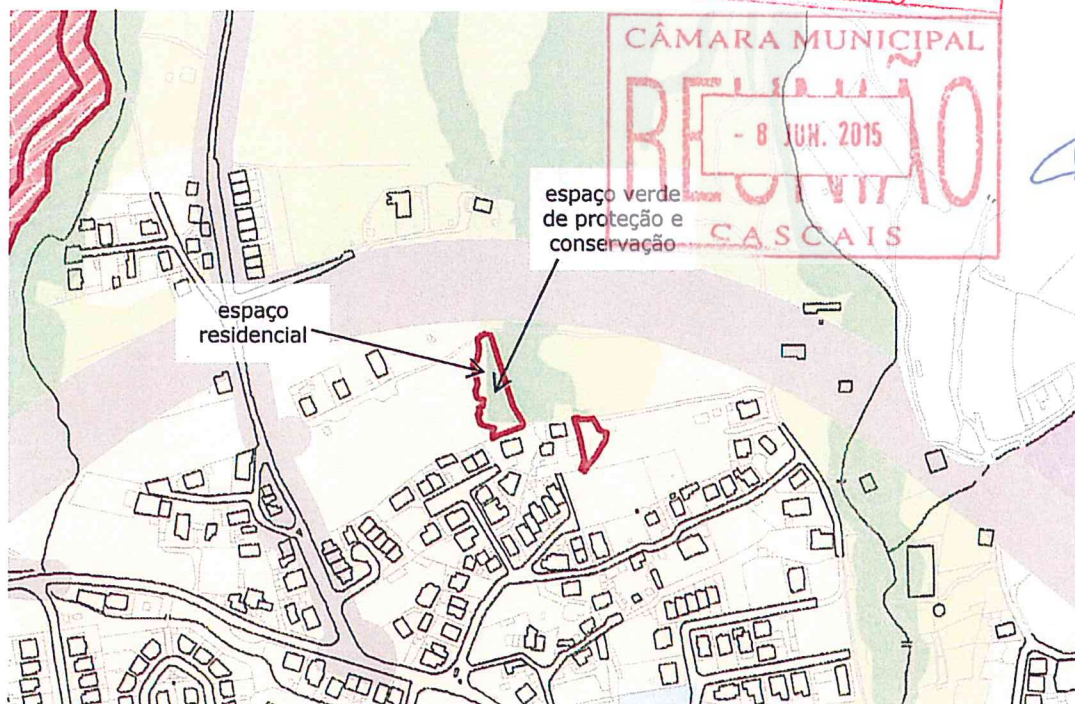 CÂMARA MUNICIPAL
REUNIÃO
- 8 JUN. 2015
CASCAIS
espaço verde
de proteção e
conservação
espaço
residencial